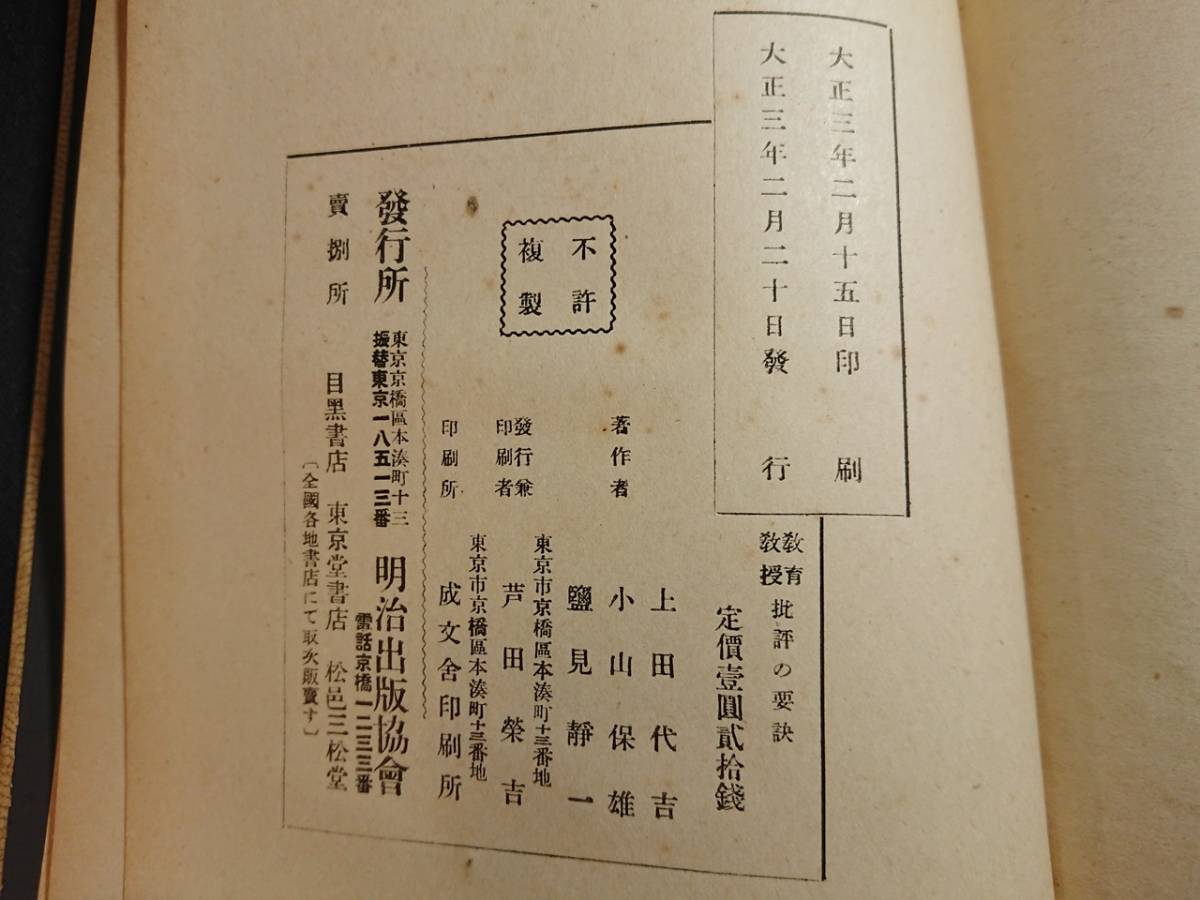 大正三年二月十五日印刷
大正三年二月二十日發行
敎育
敎授
批評の要訣
定價壹圓貳拾錢
不許
複製
著作者
上田代吉
小山保雄
鹽見靜一
發行兼
印刷者
東京市京橋區本湊町十三番地
芦田榮吉
東京市京橋區本湊町十三番地
印刷所
成文舍印刷所
發行所
東京京橋區本湊町十三
振替東京一八五一三番
明治出版協會
電話京橋一二三三番
賣捌所
目黑書店 東京堂書店 松邑三松堂
〔全國各地書店にて取次販賣す〕